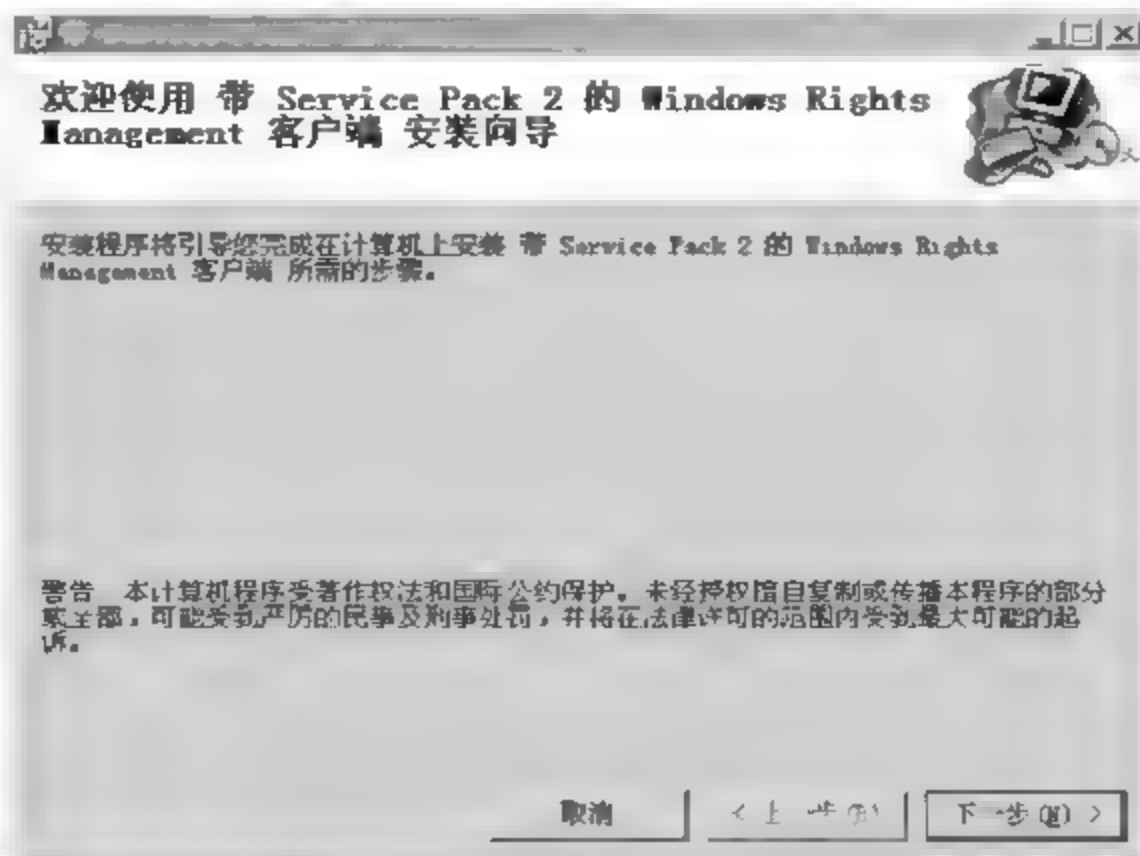 欢迎使用 带 Service Pack 2 的 Windows Rights
Management 客户端 安装向导
安装程序将引导您完成在计算机上安装 带 Service Pack 2 的 Windows Rights
Management 客户端 所需的步骤。
警告 本计算机程序受著作权法和国际公约保护。未经授权擅自复制或传播本程序的部分
或全部，可能受到严厉的民事及刑事处罚，并将在法律许可的范围内受到最大可能的起
诉。
取消 < 上一步(B) 下一步(N) >